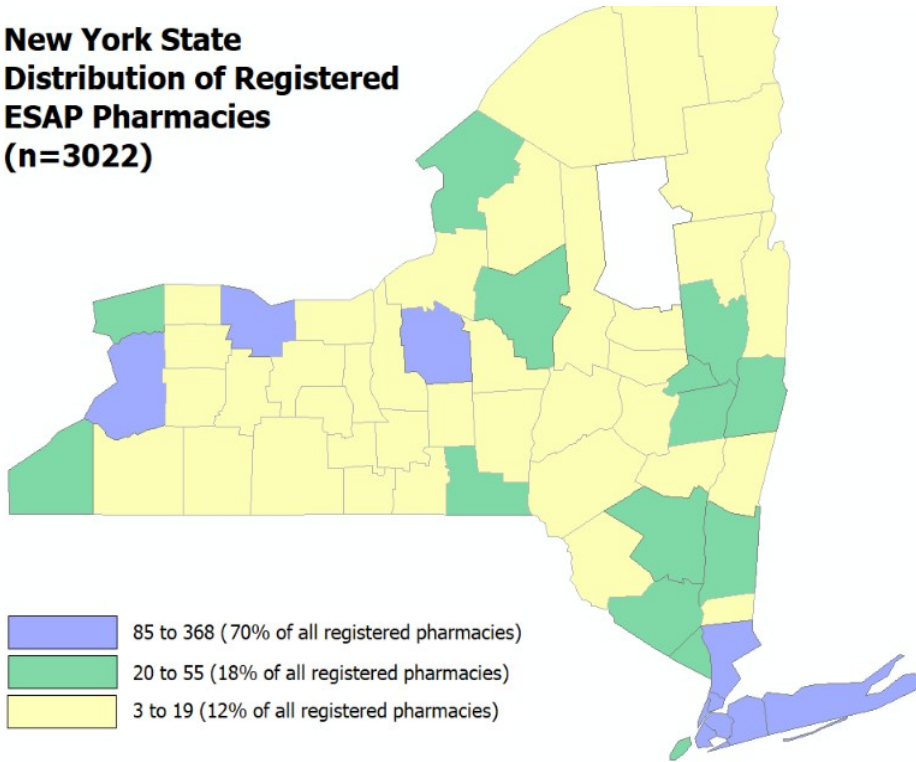 New York State
Distribution of Registered
ESAP Pharmacies
(n=3022)
85 to 368 (70% of all registered pharmacies)
20 to 55 (18% of all registered pharmacies)
3 to 19 (12% of all registered pharmacies)